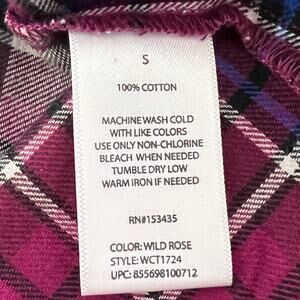 S
100% COTTON
MACHINE WASH COLD
WITH LIKE COLORS
USE ONLY NON-CHLORINE
BLEACH WHEN NEEDED
TUMBLE DRY LOW
WARM IRON IF NEEDED
RN#153435
COLOR: WILD ROSE
STYLE: WCT1724
UPC: 855698100712